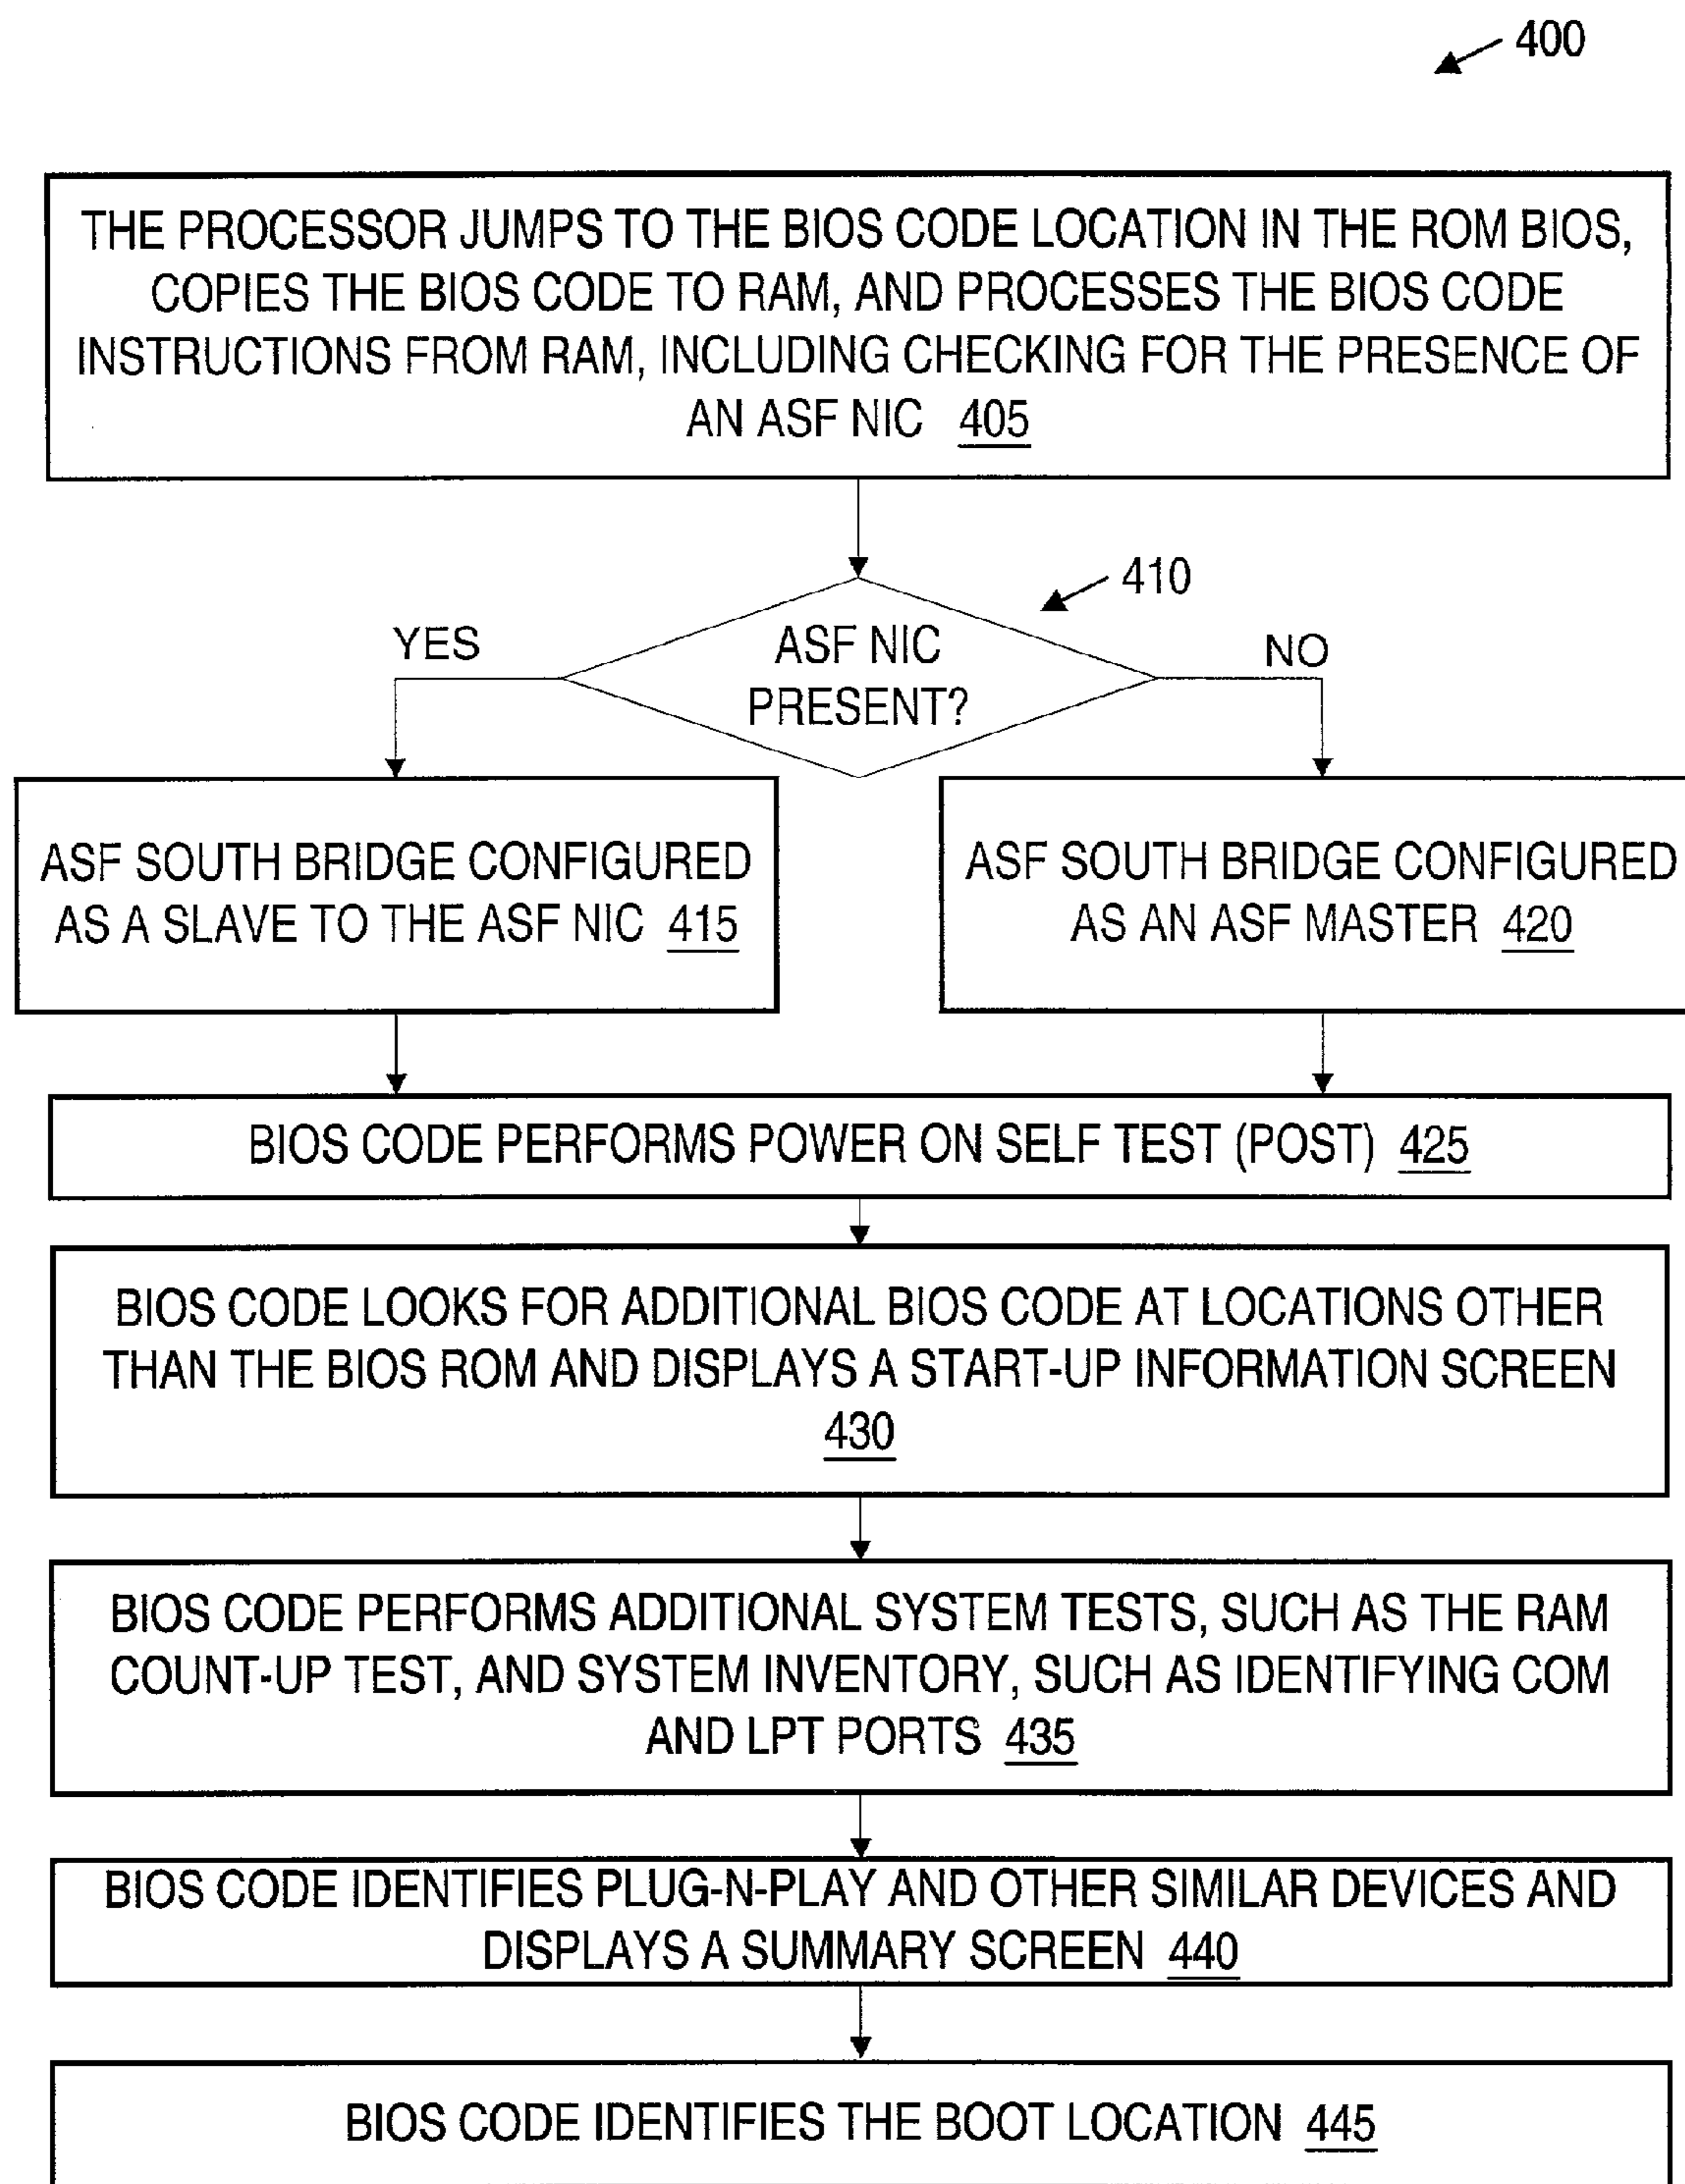 400
THE PROCESSOR JUMPS TO THE BIOS CODE LOCATION IN THE ROM BIOS,
COPIES THE BIOS CODE TO RAM, AND PROCESSES THE BIOS CODE
INSTRUCTIONS FROM RAM, INCLUDING CHECKING FOR THE PRESENCE OF
AN ASF NIC 405
410
YES
ASF NIC
PRESENT?
NO
ASF SOUTH BRIDGE CONFIGURED
AS A SLAVE TO THE ASF NIC 415
ASF SOUTH BRIDGE CONFIGURED
AS AN ASF MASTER 420
BIOS CODE PERFORMS POWER ON SELF TEST (POST) 425
BIOS CODE LOOKS FOR ADDITIONAL BIOS CODE AT LOCATIONS OTHER
THAN THE BIOS ROM AND DISPLAYS A START-UP INFORMATION SCREEN
430
BIOS CODE PERFORMS ADDITIONAL SYSTEM TESTS, SUCH AS THE RAM
COUNT-UP TEST, AND SYSTEM INVENTORY, SUCH AS IDENTIFYING COM
AND LPT PORTS 435
BIOS CODE IDENTIFIES PLUG-N-PLAY AND OTHER SIMILAR DEVICES AND
DISPLAYS A SUMMARY SCREEN 440
BIOS CODE IDENTIFIES THE BOOT LOCATION 445